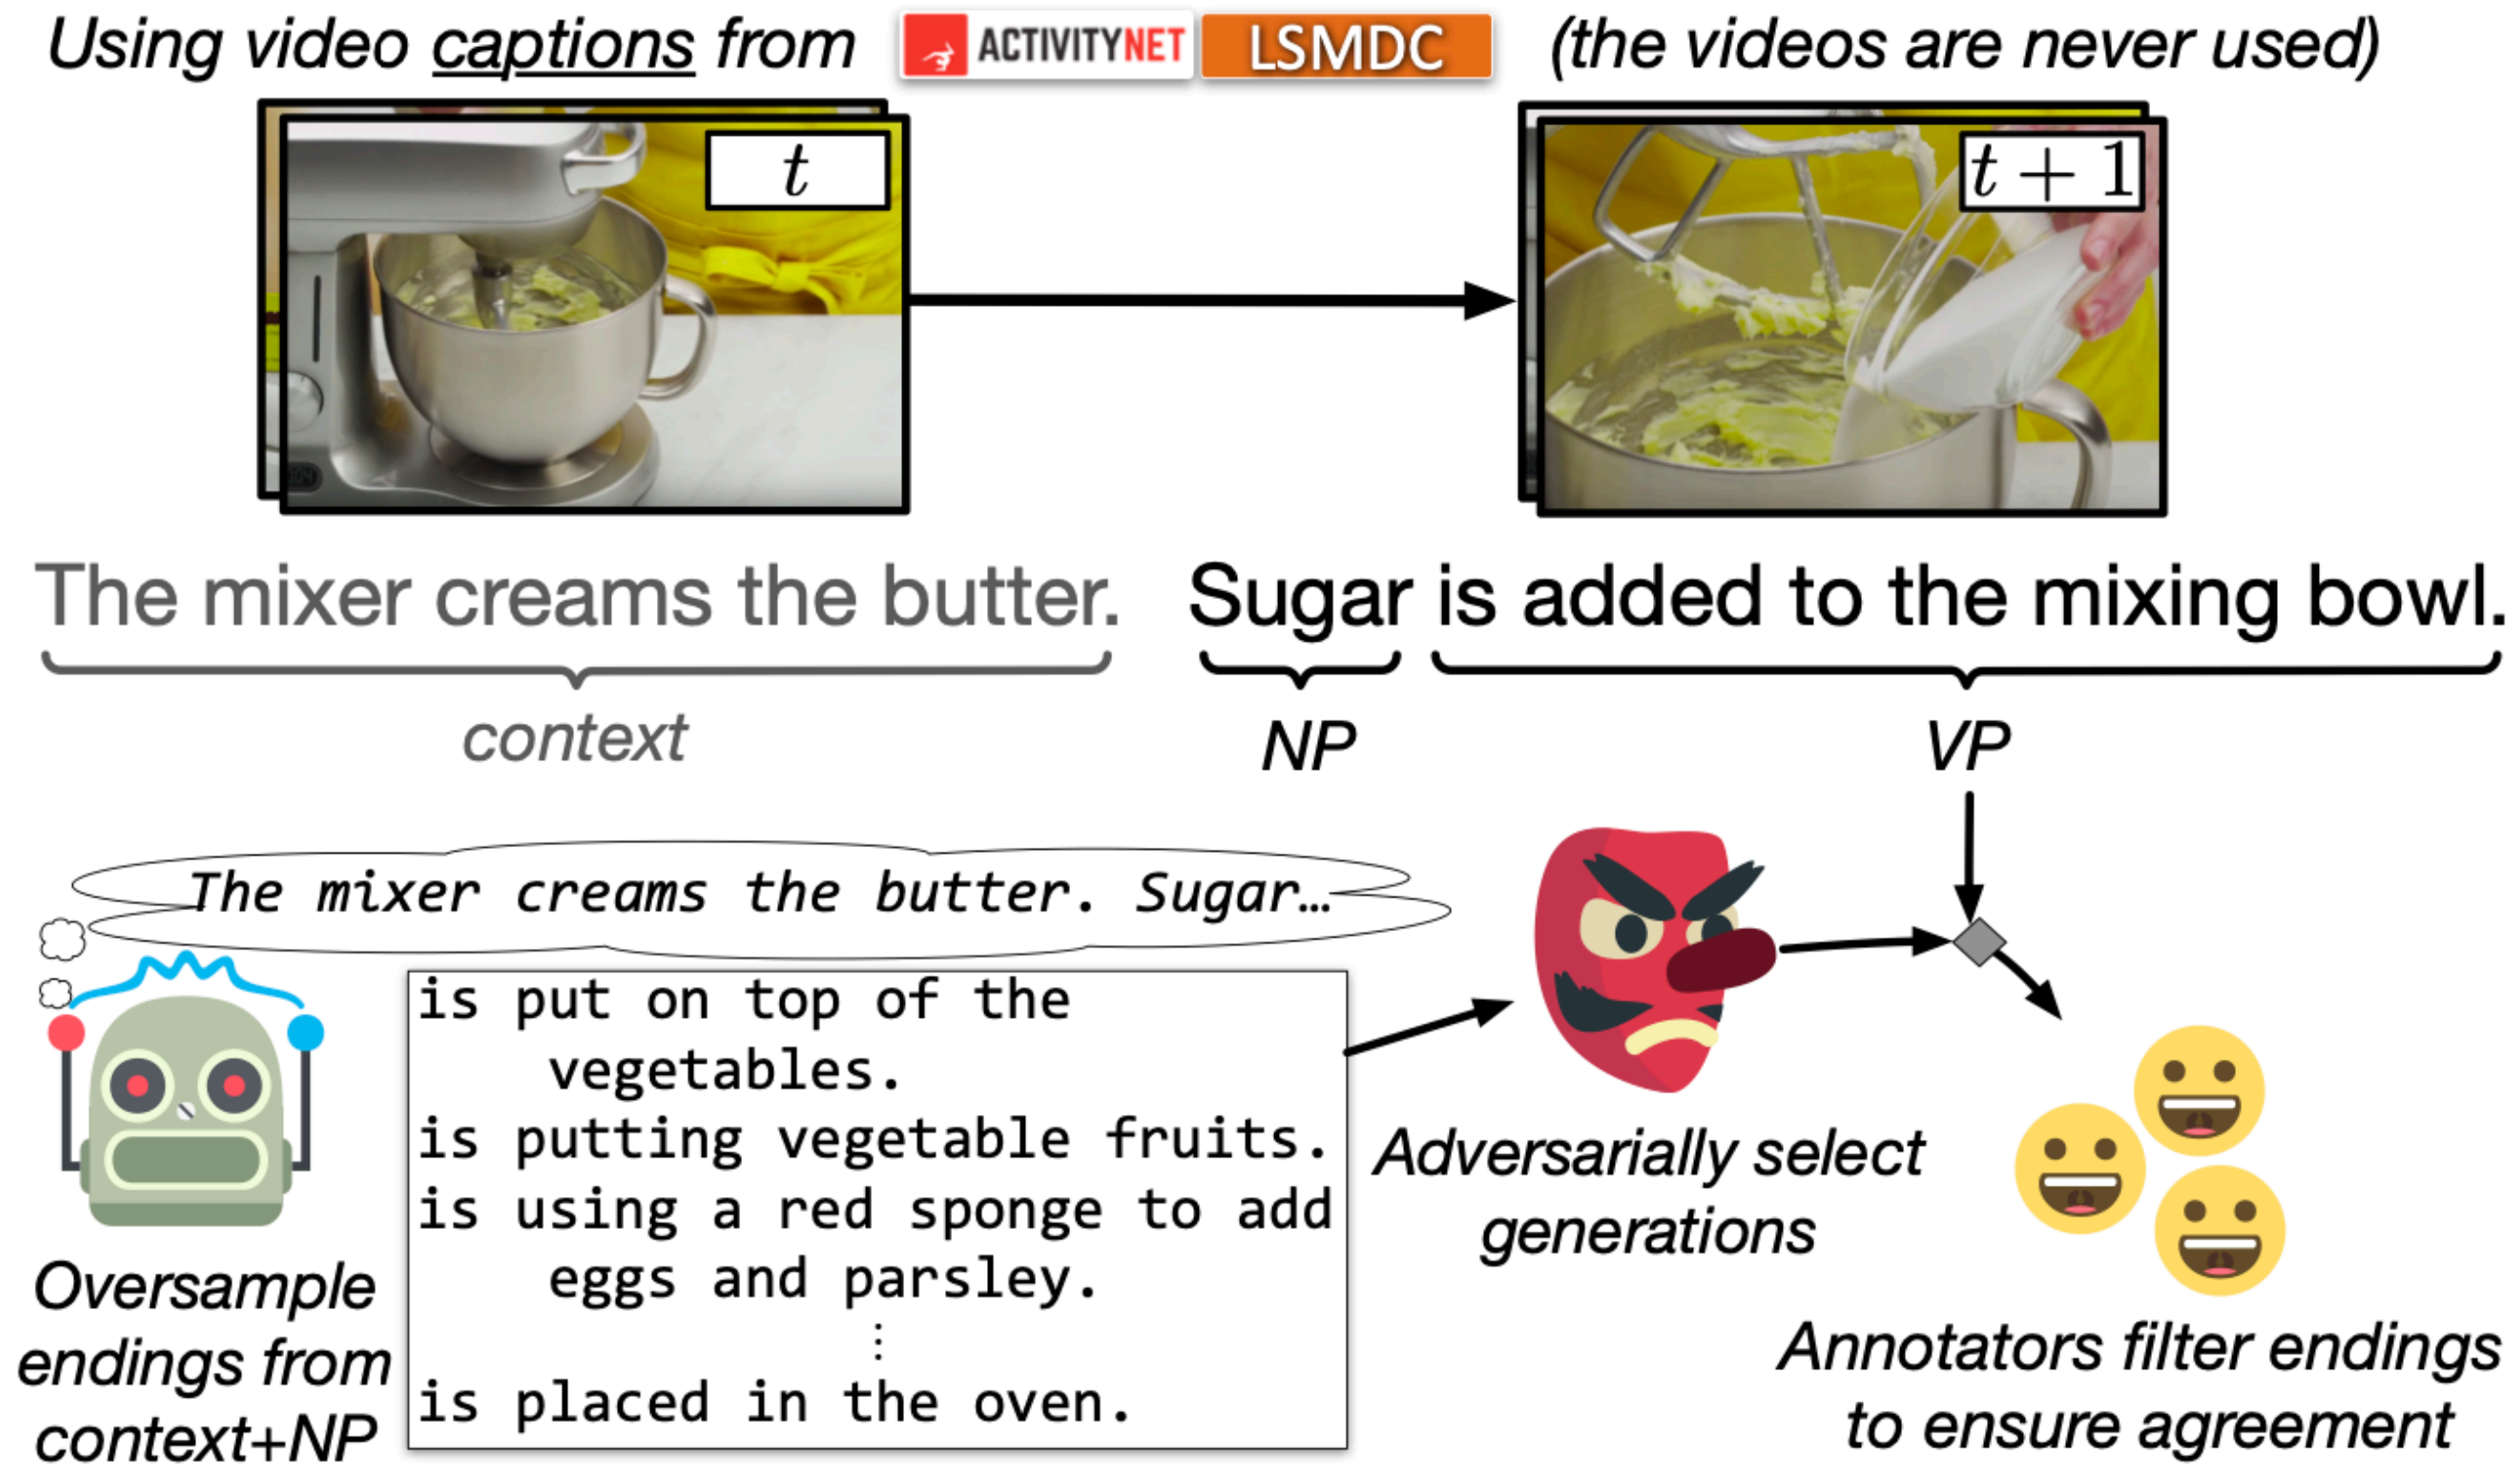 Using video captions from ACTIVITYNET LSMDC (the videos are never used)
t
t + 1
The mixer creams the butter. Sugar is added to the mixing bowl.
context
NP
VP
The mixer creams the butter. Sugar…
is put on top of the
vegetables.
is putting vegetable fruits.
is using a red sponge to add
eggs and parsley.
⋮
is placed in the oven.
Oversample
endings from
context+NP
Adversarially select
generations
Annotators filter endings
to ensure agreement